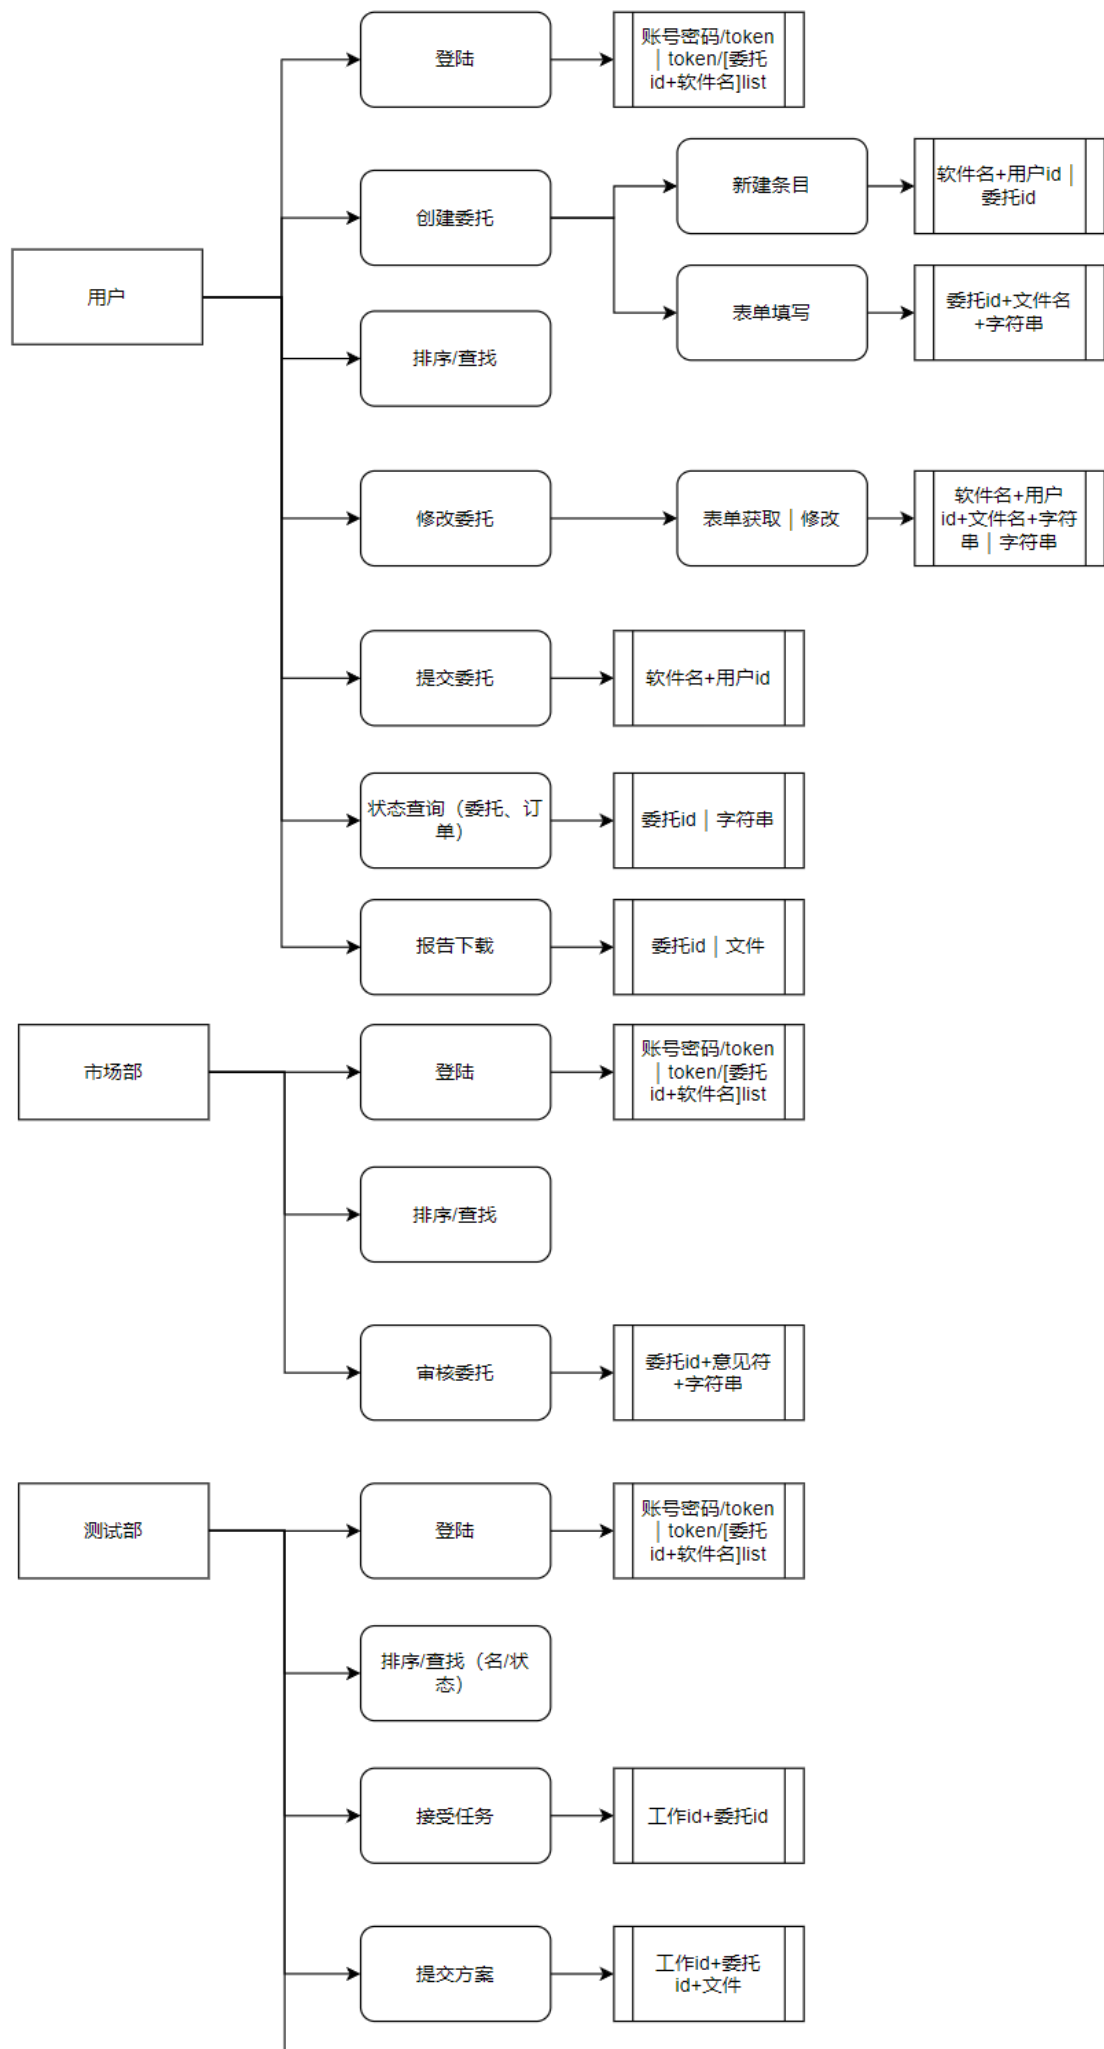 登陆
账号密码/token
| token/[委托
id+软件名]list
创建委托
新建条目
软件名+用户id |
委托id
用户
表单填写
委托id+文件名
+字符串
排序/查找
修改委托
表单获取 | 修改
软件名+用户
id+文件名+字符
串 | 字符串
提交委托
软件名+用户id
状态查询（委托、订
单）
委托id | 字符串
报告下载
委托id | 文件
市场部
登陆
账号密码/token
| token/[委托
id+软件名]list
排序/查找
审核委托
委托id+意见符
+字符串
测试部
登陆
账号密码/token
| token/[委托
id+软件名]list
排序/查找（名/状
态）
接受任务
工作id+委托id
提交方案
工作id+委托
id+文件